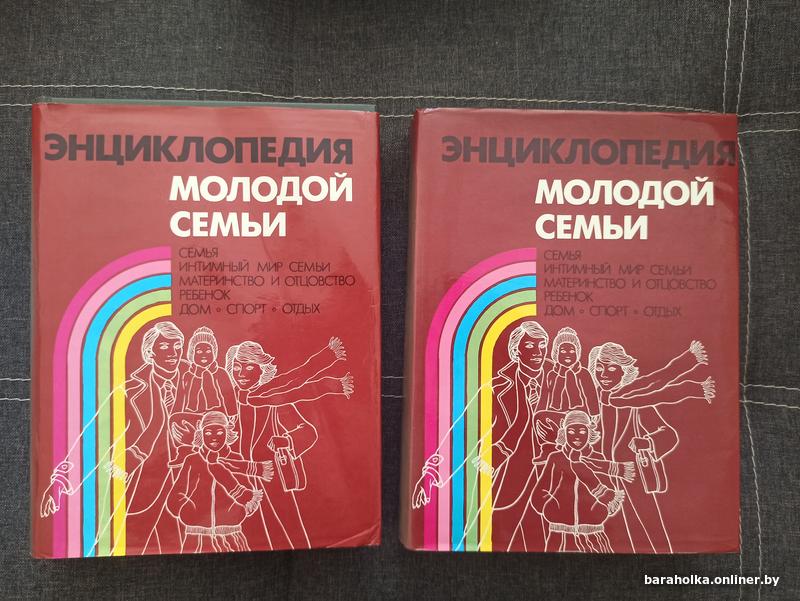 ЭНЦИКЛОПЕДИЯ
МОЛОДОЙ
СЕМЬИ
СЕМЬЯ
ИНТИМНЫЙ МИР СЕМЬИ
МАТЕРИНСТВО И ОТЦОВСТВО
РЕБЕНОК
ДОМ • СПОРТ • ОТДЫХ
ЭНЦИКЛОПЕДИЯ
МОЛОДОЙ
СЕМЬИ
СЕМЬЯ
ИНТИМНЫЙ МИР СЕМЬИ
МАТЕРИНСТВО И ОТЦОВСТВО
РЕБЕНОК
ДОМ • СПОРТ • ОТДЫХ
baraholka.onliner.by